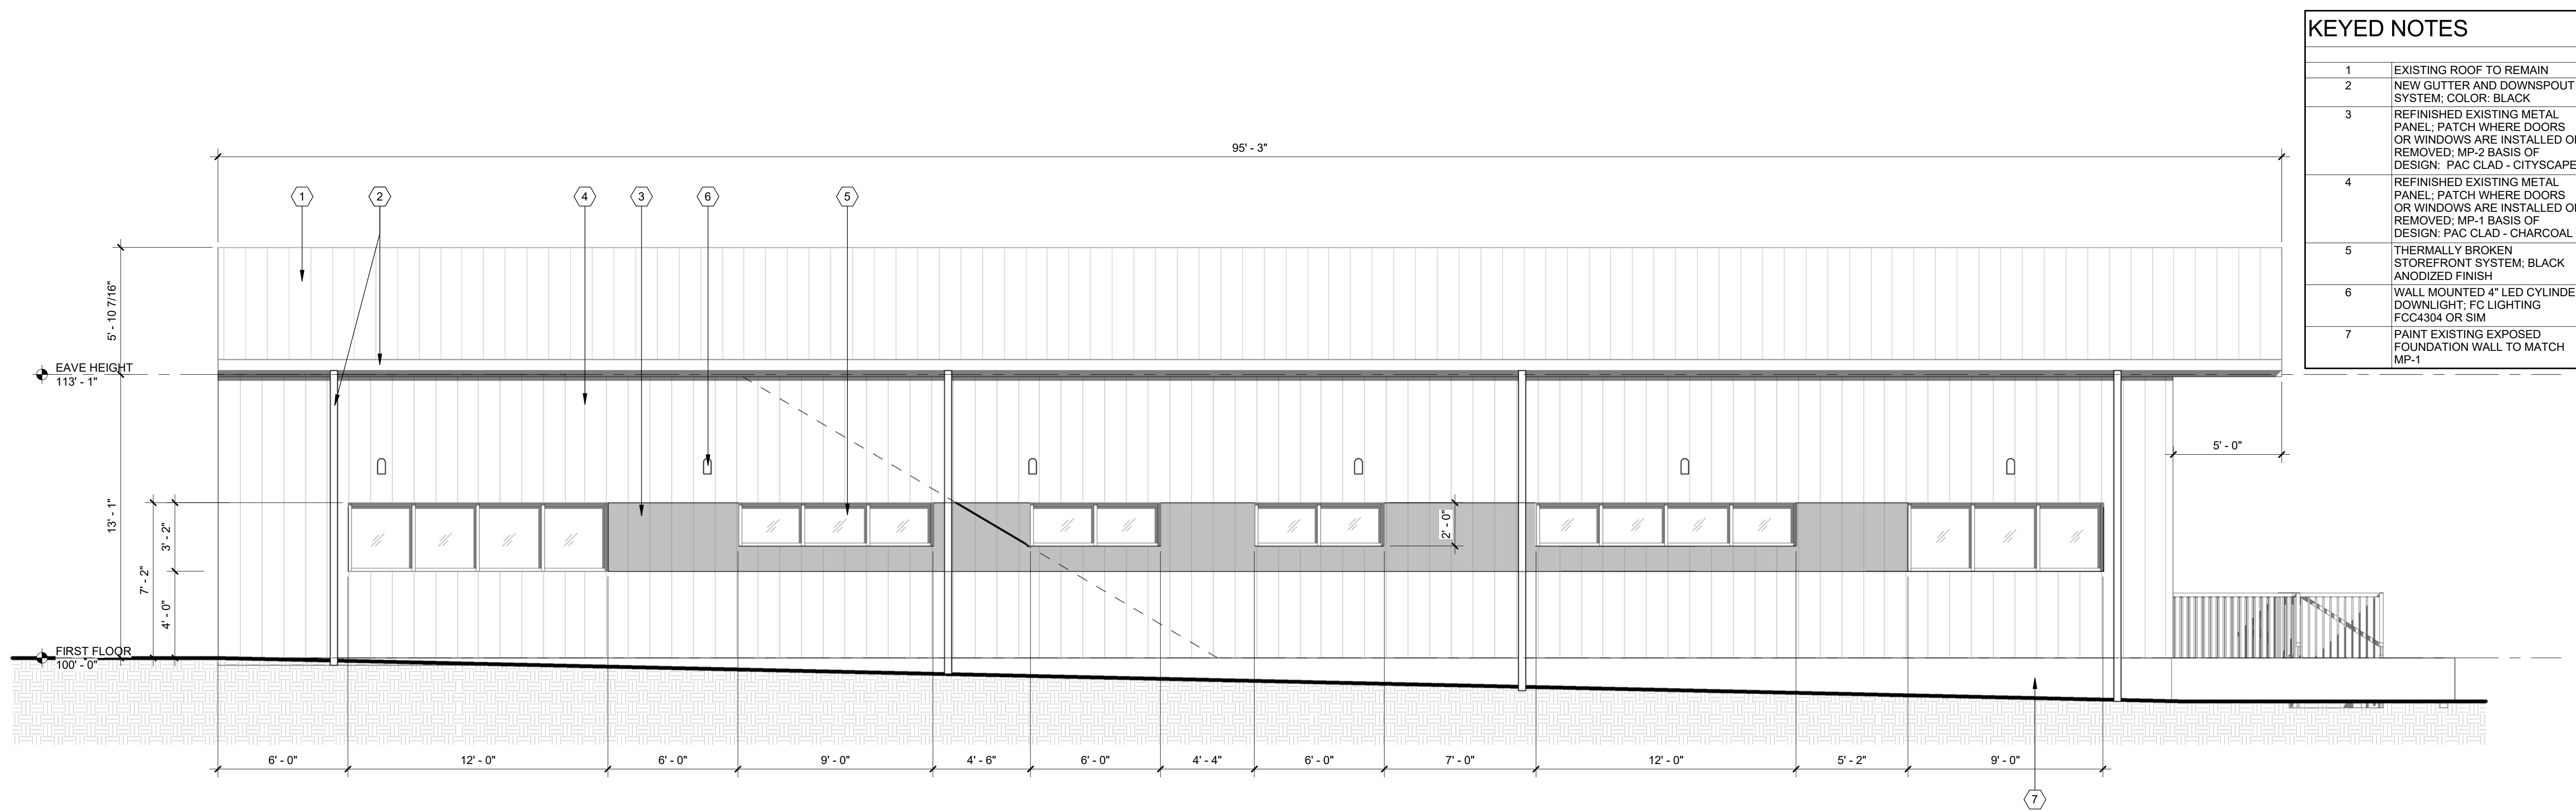 KEYED NOTES
1 EXISTING ROOF TO REMAIN
2 NEW GUTTER AND DOWNSPOUT
SYSTEM; COLOR: BLACK
3 REFINISHED EXISTING METAL
PANEL; PATCH WHERE DOORS
OR WINDOWS ARE INSTALLED
REMOVED; MP-2 BASIS OF
DESIGN: PAC CLAD - CITYSCAPE
4 REFINISHED EXISTING METAL
PANEL; PATCH WHERE DOORS
OR WINDOWS ARE INSTALLED
REMOVED; MP-1 BASIS OF
DESIGN: PAC CLAD - CHARCOAL
5 THERMALLY BROKEN
STOREFRONT SYSTEM; BLACK
ANODIZED FINISH
6 WALL MOUNTED 4" LED
DOWNLIGHT; FC LIGHTING
FCC4304 OR SIM
7 PAINT EXISTING EXPOSED
FOUNDATION WALL TO MATCH
MP-1
95' - 3"
1 2 4 3 6 5
5' - 10 7/16"
EAVE HEIGHT
113' - 1"
5' - 0"
13' - 1"
7' - 2"
3' - 2"
4' - 0"
2' - 0"
FIRST FLOOR
100' - 0"
6' - 0" 12' - 0" 6' - 0" 9' - 0" 4' - 6" 6' - 0" 4' - 4" 6' - 0" 7' - 0" 12' - 0" 5' - 2" 9' - 0"
7